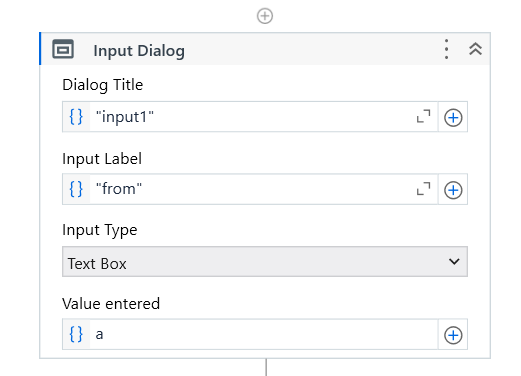 Input Dialog
Dialog Title
{} "input1"
Input Label
{} "from"
Input Type
Text Box
Value entered
{} a